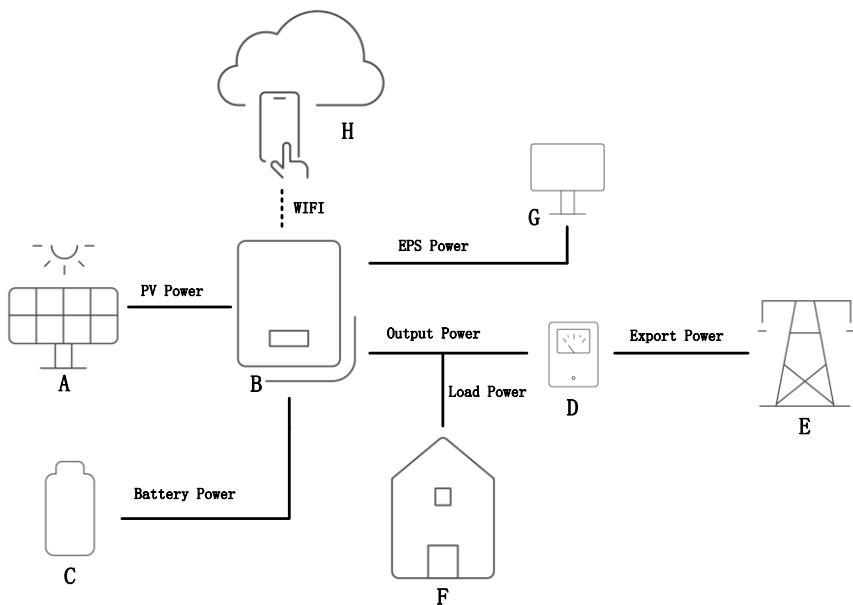 H
WIFI
G
EPS Power
PV Power
Output Power
Export Power
A
B
Load Power
D
E
Battery Power
C
F